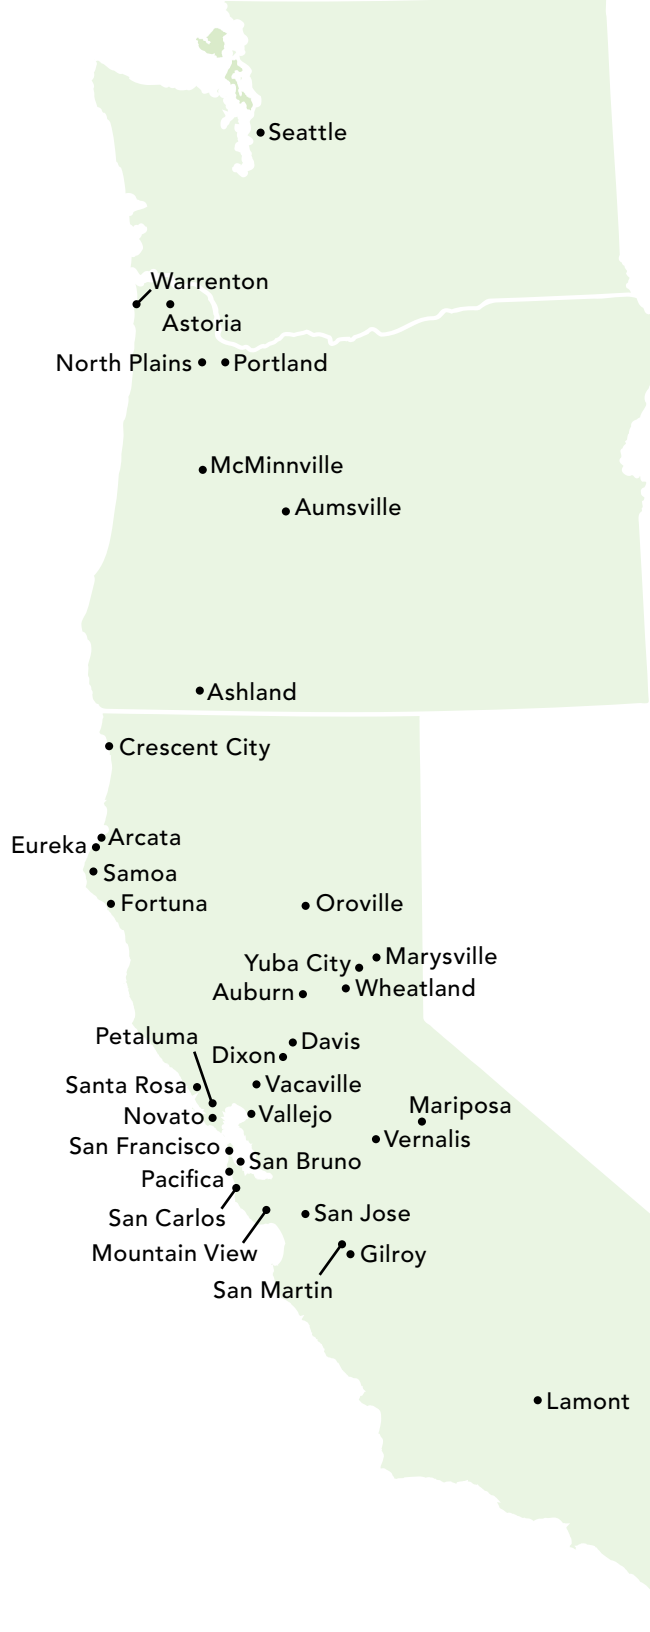 Seattle
Warrenton
Astoria
North Plains
Portland
McMinnville
Aumsville
Ashland
Crescent City
Arcata
Eureka
Samoa
Fortuna
Oroville
Marysville
Yuba City
Wheatland
Auburn
Petaluma
Davis
Dixon
Santa Rosa
Vacaville
Mariposa
Novato
Vallejo
Vernalis
San Francisco
San Bruno
Pacifica
San Carlos
San Jose
Mountain View
Gilroy
San Martin
Lamont